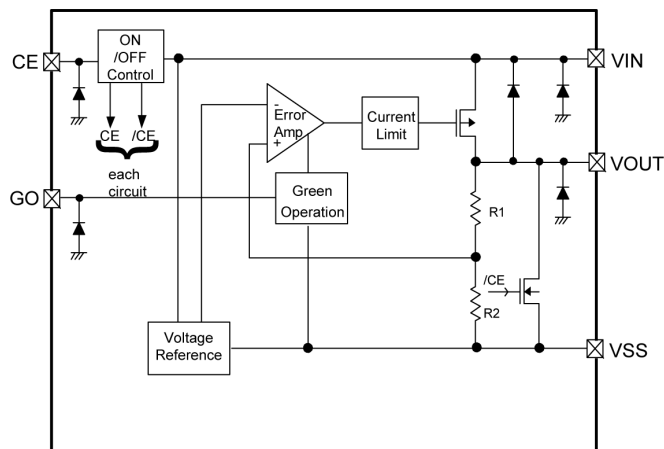 ON
/OFF
Control
CE
VIN
-
Error
Amp
+
Current
Limit
CE /CE
each
circuit
VOUT
GO
Green
Operation
R1
/CE
R2
Voltage
Reference
VSS